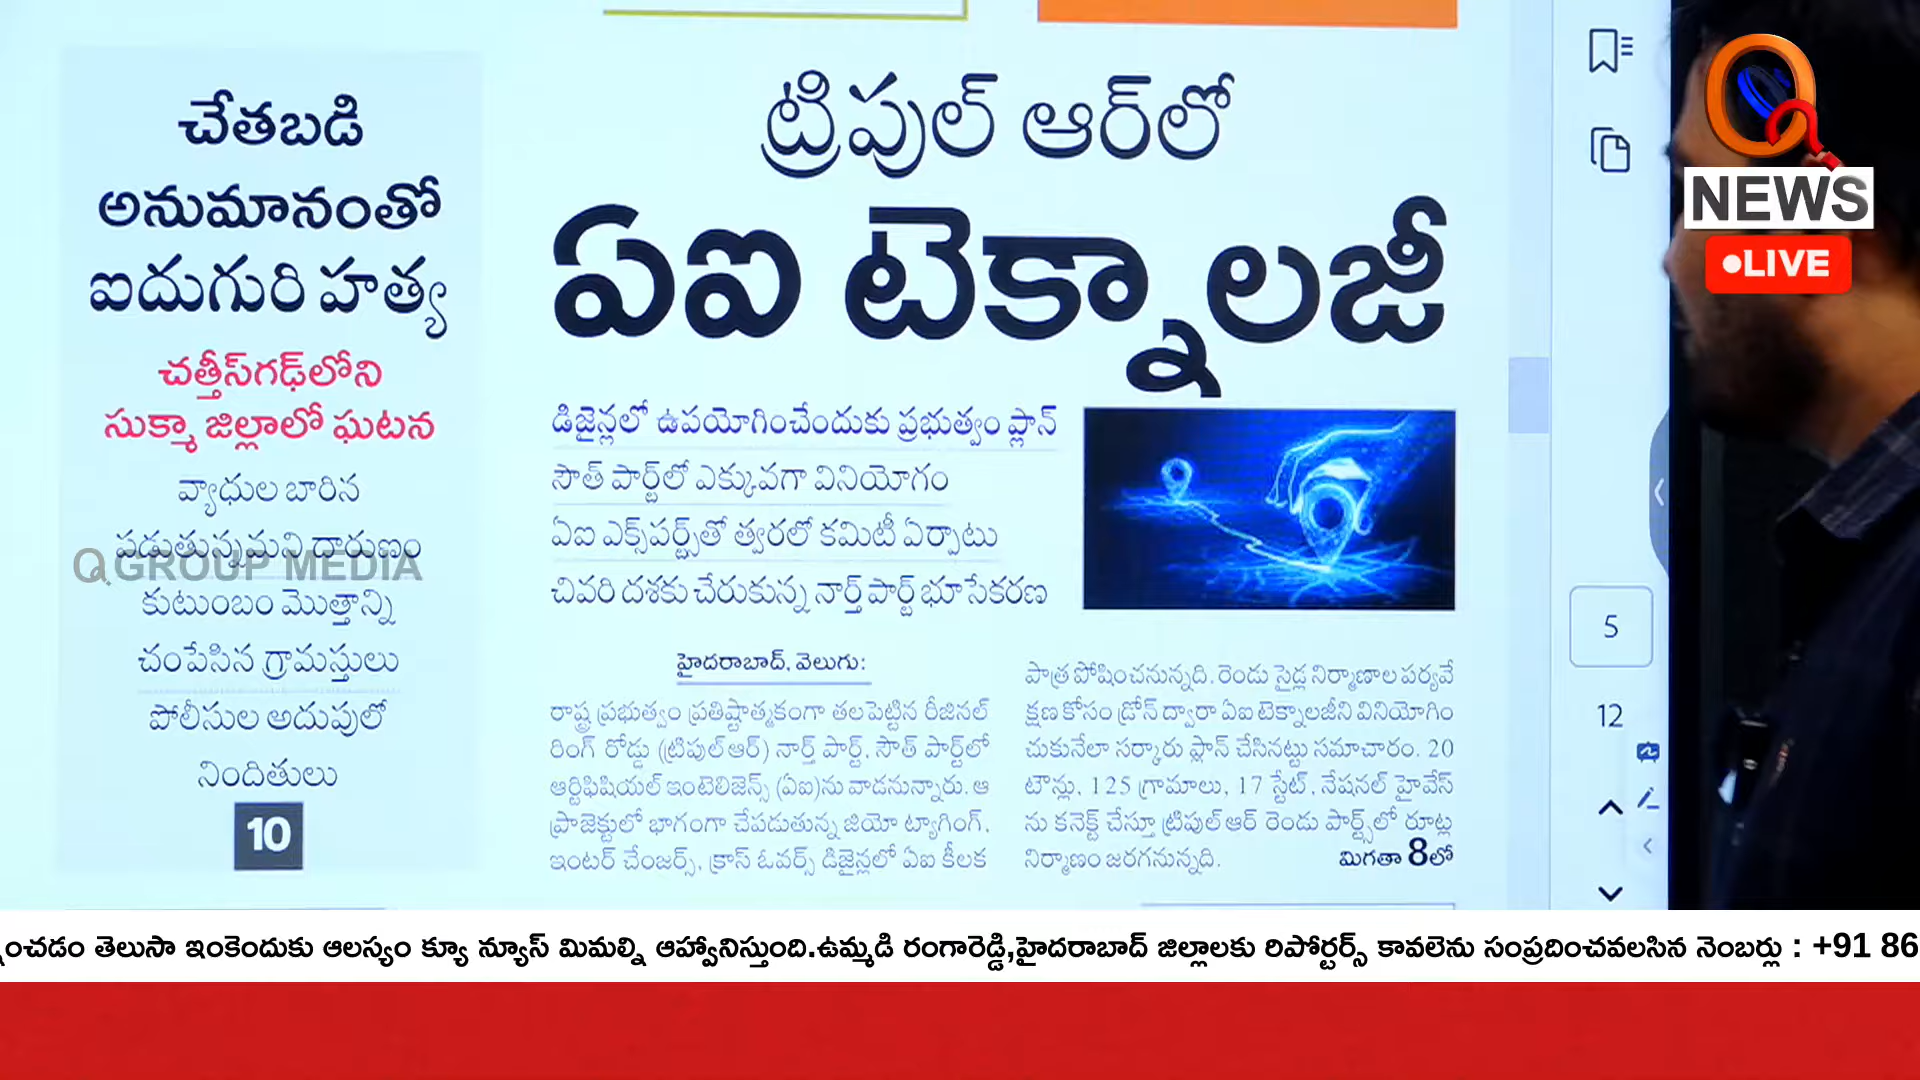 చేతబడి
అనుమానంతో
ఐదుగురి హత్య
చత్తీస్‌గఢ్‌లోని
సుక్మా జిల్లాలో ఘటన
వ్యాధుల బారిన
పడుతున్నమని దారుణం
కుటుంబం మొత్తాన్ని
చంపేసిన గ్రామస్తులు
పోలీసుల అదుపులో
నిందితులు
10
Q GROUP MEDIA
ట్రిపుల్ ఆర్‌లో
ఏఐ టెక్నాలజీ
డిజైన్లలో ఉపయోగించేందుకు ప్రభుత్వం ప్లాన్
సౌత్ పార్ట్‌లో ఎక్కువగా వినియోగం
ఏఐ ఎక్స్‌పర్ట్స్‌తో త్వరలో కమిటీ ఏర్పాటు
చివరి దశకు చేరుకున్న నార్త్ పార్ట్ భూసేకరణ
హైదరాబాద్, వెలుగు:
రాష్ట్ర ప్రభుత్వం ప్రతిష్టాత్మకంగా తలపెట్టిన రీజినల్
రింగ్ రోడ్డు (ట్రిపుల్ ఆర్) నార్త్ పార్ట్, సౌత్ పార్ట్‌లో
ఆర్టిఫిషియల్ ఇంటెలిజెన్స్ (ఏఐ)ను వాడనున్నారు. ఆ
ప్రాజెక్టులో భాగంగా చేపడుతున్న జియో ట్యాగింగ్,
ఇంటర్ చేంజర్స్, క్రాస్ ఓవర్స్ డిజైన్లలో ఏఐ కీలక
పాత్ర పోషించనున్నది. రెండు సైడ్ల నిర్మాణాల పర్యవే
క్షణ కోసం డ్రోన్ ద్వారా ఏఐ టెక్నాలజీని వినియోగిం
చుకునేలా సర్కారు ప్లాన్ చేసినట్టు సమాచారం. 20
టౌన్లు, 125 గ్రామాలు, 17 స్టేట్, నేషనల్ హైవేస్
ను కనెక్ట్ చేస్తూ ట్రిపుల్ ఆర్ రెండు పార్ట్స్‌లో రూట్ల
నిర్మాణం జరగనున్నది.
మిగతా 8లో
5
12
Q
NEWS
LIVE
ంచడం తెలుసా ఇంకెందుకు ఆలస్యం క్యూ న్యూస్ మిమల్ని ఆహ్వానిస్తుంది.ఉమ్మడి రంగారెడ్డి,హైదరాబాద్ జిల్లాలకు రిపోర్టర్స్ కావలెను సంప్రదించవలసిన నెంబర్లు : +91 86